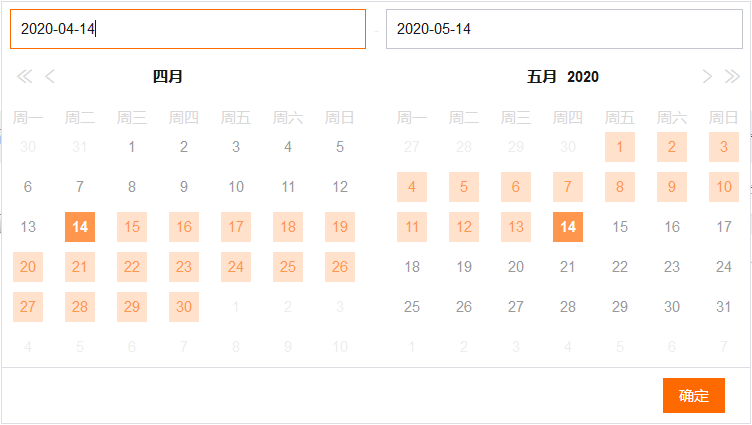 2020-04-14 - 2020-05-14
四月
周一 周二 周三 周四 周五 周六 周日
30 31 1 2 3 4 5
6 7 8 9 10 11 12
13 14 15 16 17 18 19
20 21 22 23 24 25 26
27 28 29 30 1 2 3
4 5 6 7 8 9 10
五月 2020
周一 周二 周三 周四 周五 周六 周日
27 28 29 30 1 2 3
4 5 6 7 8 9 10
11 12 13 14 15 16 17
18 19 20 21 22 23 24
25 26 27 28 29 30 31
1 2 3 4 5 6 7
确定